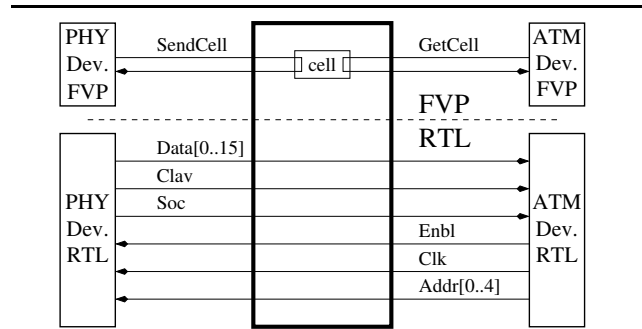 PHY
Dev.
FVP
SendCell
cell
GetCell
ATM
Dev.
FVP
FVP
RTL
PHY
Dev.
RTL
Data[0..15]
Clav
Soc
Enbl
Clk
Addr[0..4]
ATM
Dev.
RTL